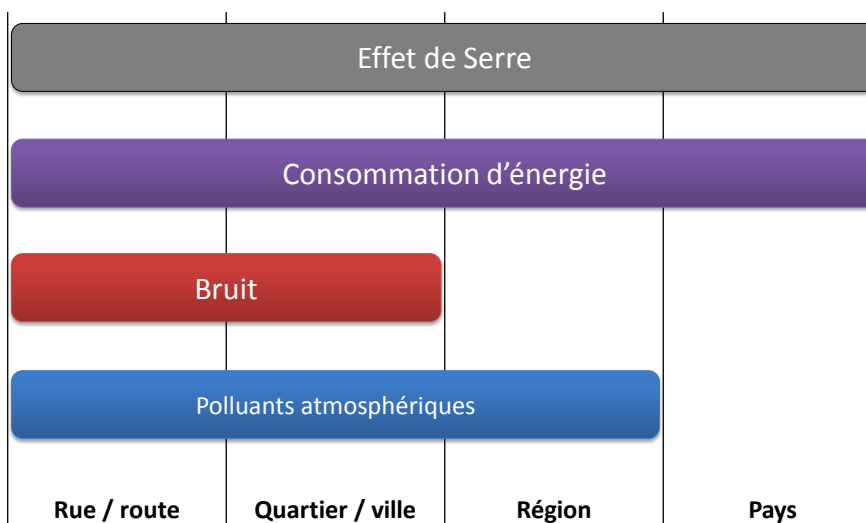 Effet de Serre
Consommation d’énergie
Bruit
Polluants atmosphériques
Rue / route Quartier / ville Région Pays